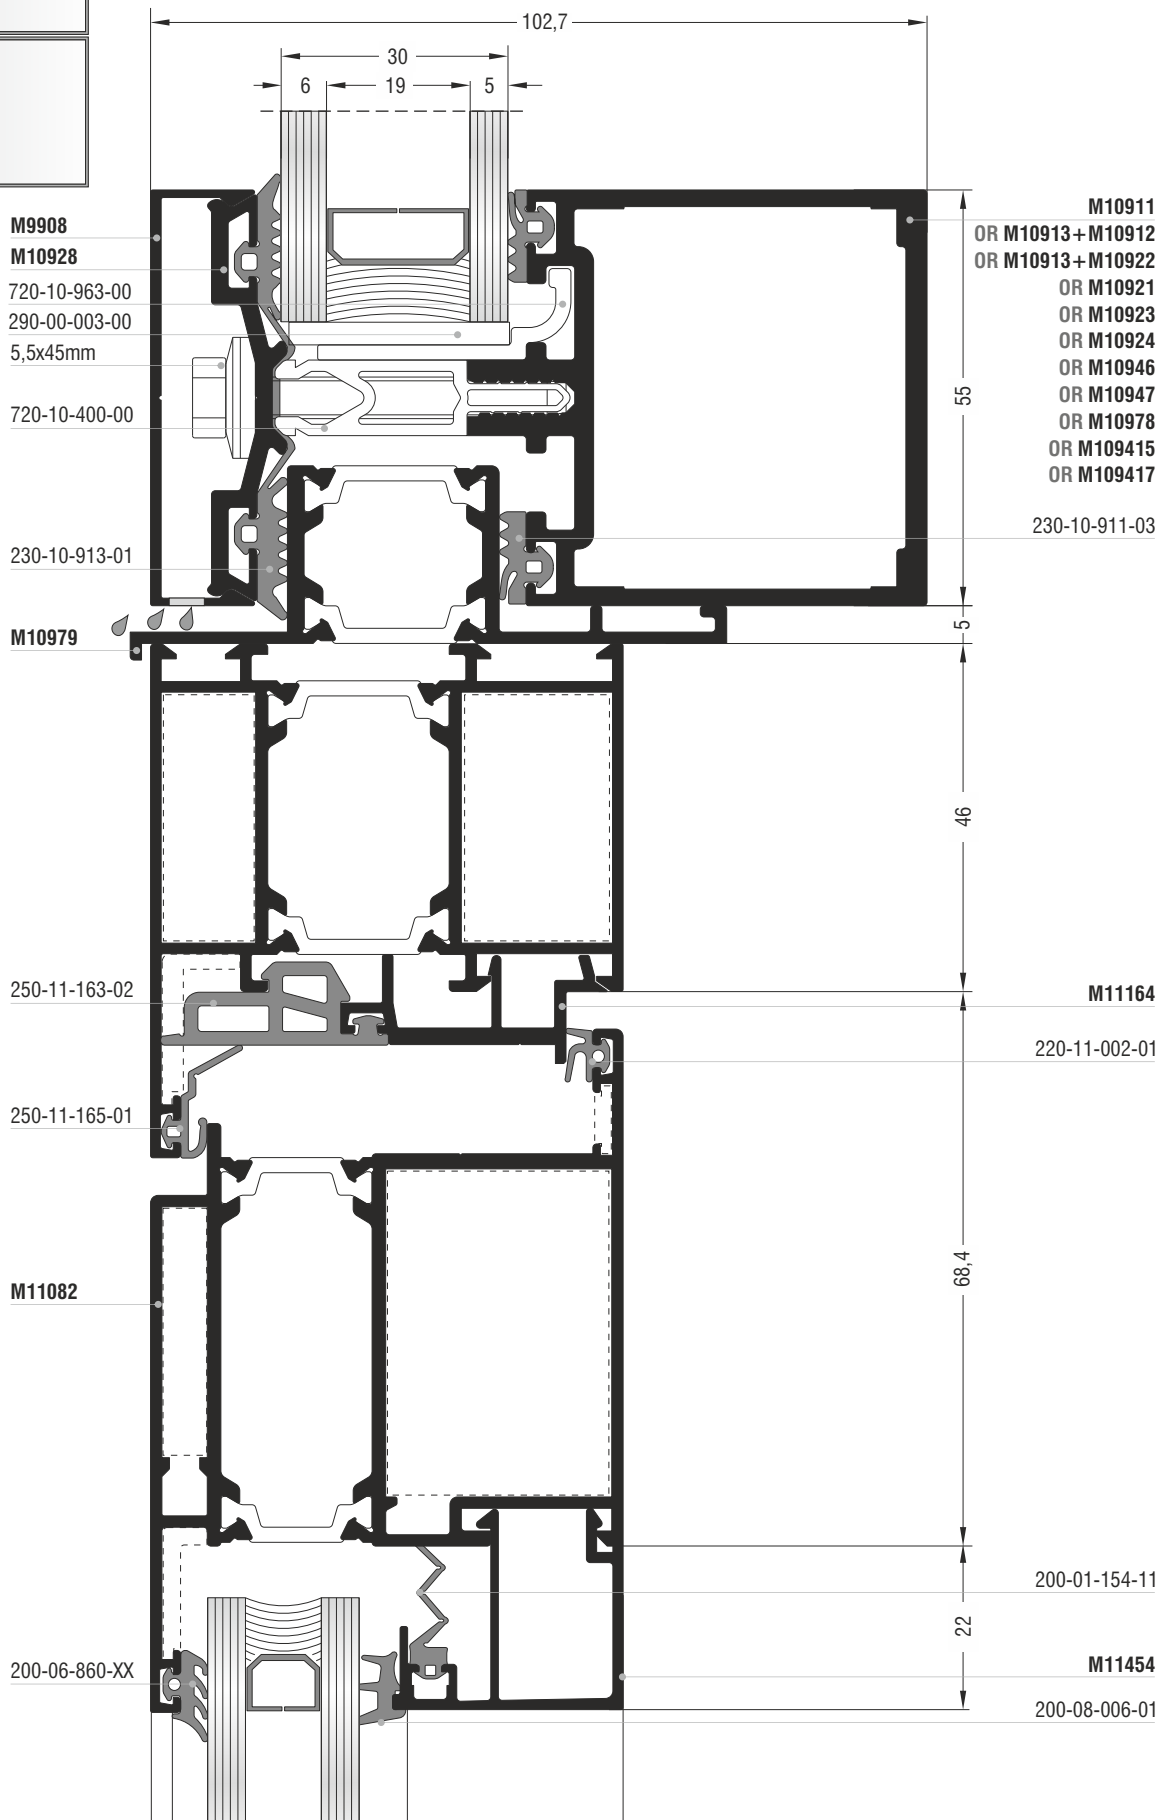 102,7
30
6 19 5
M9908
M10928
720-10-963-00
290-00-003-00
5,5x45mm
720-10-400-00
230-10-913-01
M10979
250-11-163-02
250-11-165-01
M11082
200-06-860-XX
M10911
OR M10913+M10912
OR M10913+M10922
OR M10921
OR M10923
OR M10924
OR M10946
OR M10947
OR M10978
OR M109415
OR M109417
230-10-911-03
M11164
220-11-002-01
200-01-154-11
M11454
200-08-006-01
55
5
46
68,4
22